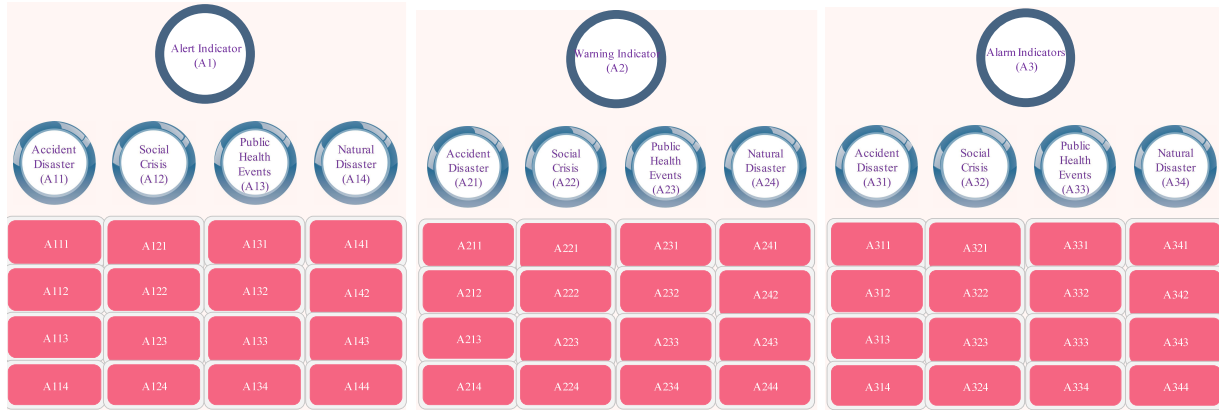 Alert Indicator
(A1)
Accident
Disaster
(A11)
Social
Crisis
(A12)
Public
Health
Events
(A13)
Natural
Disaster
(A14)
A111
A121
A131
A141
A112
A122
A132
A142
A113
A123
A133
A143
A114
A124
A134
A144
Warning Indicator
(A2)
Accident
Disaster
(A21)
Social
Crisis
(A22)
Public
Health
Events
(A23)
Natural
Disaster
(A24)
A211
A221
A231
A241
A212
A222
A232
A242
A213
A223
A233
A243
A214
A224
A234
A244
Alarm Indicators
(A3)
Accident
Disaster
(A31)
Social
Crisis
(A32)
Public
Health
Events
(A33)
Natural
Disaster
(A34)
A311
A321
A331
A341
A312
A322
A332
A342
A313
A323
A333
A343
A314
A324
A334
A344